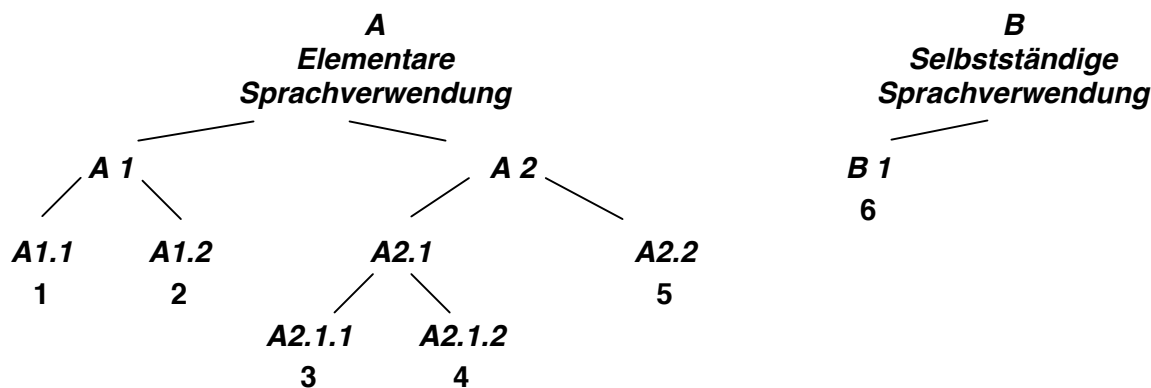 A B
Elementare Selbstständige
Sprachverwendung Sprachverwendung
A 1 A 2 B 1
6
A1.1 A1.2 A2.1 A2.2
1 2 5
A2.1.1 A2.1.2
3 4